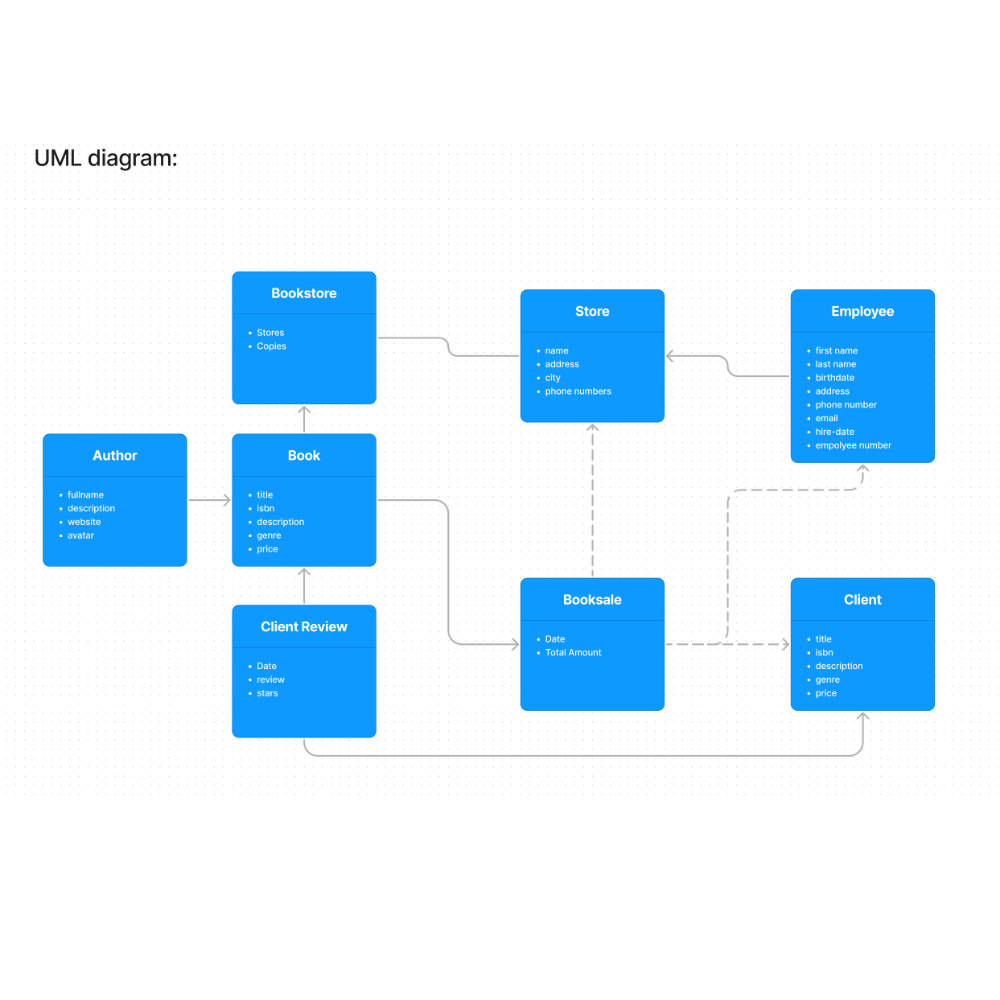 UML diagram:
Bookstore
• Stores
• Copies
Store
• name
• address
• city
• phone numbers
Employee
• first name
• last name
• birthdate
• address
• phone number
• email
• hire-date
• empolyee number
Author
• fullname
• description
• website
• avatar
Book
• title
• isbn
• description
• genre
• price
Client Review
• Date
• review
• stars
Booksale
• Date
• Total Amount
Client
• title
• isbn
• description
• genre
• price